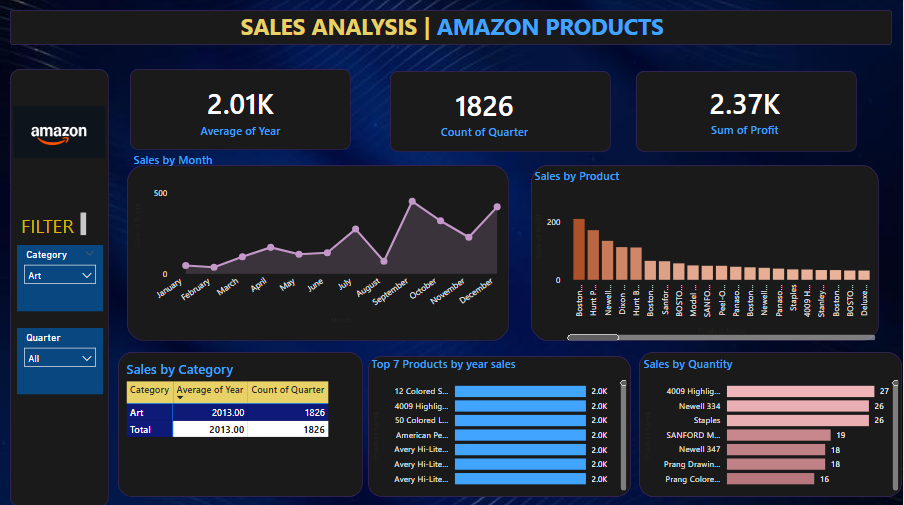 SALES ANALYSIS | AMAZON PRODUCTS
amazon
2.01K
Average of Year
1826
Count of Quarter
2.37K
Sum of Profit
FILTER
Category
Art
Quarter
All
Sales by Month
500
0
January
February
March
April
May
June
July
August
September
October
November
December
Sales by Product
200
0
Boston...
Hunt P...
Newell...
Dixon ...
Hunt B...
Boston...
Sanfor...
BOSTO...
Model ...
SANFO...
Peel-O...
Panaso...
Boston...
Newell...
Panaso...
Staples
4009 H...
Stanley...
Boston...
BOSTO...
Deluxe...
Sales by Category
Category Average of Year Count of Quarter
Art 2013.00 1826
Total 2013.00 1826
Top 7 Products by year sales
12 Colored S... 2.0K
4009 Highlig... 2.0K
50 Colored L... 2.0K
American Pe... 2.0K
Avery Hi-Lite... 2.0K
Avery Hi-Lite... 2.0K
Avery Hi-Lite... 2.0K
Sales by Quantity
4009 Highlig... 27
Newell 334 26
Staples 26
SANFORD M... 19
Newell 347 18
Prang Drawin... 18
Prang Colore... 16